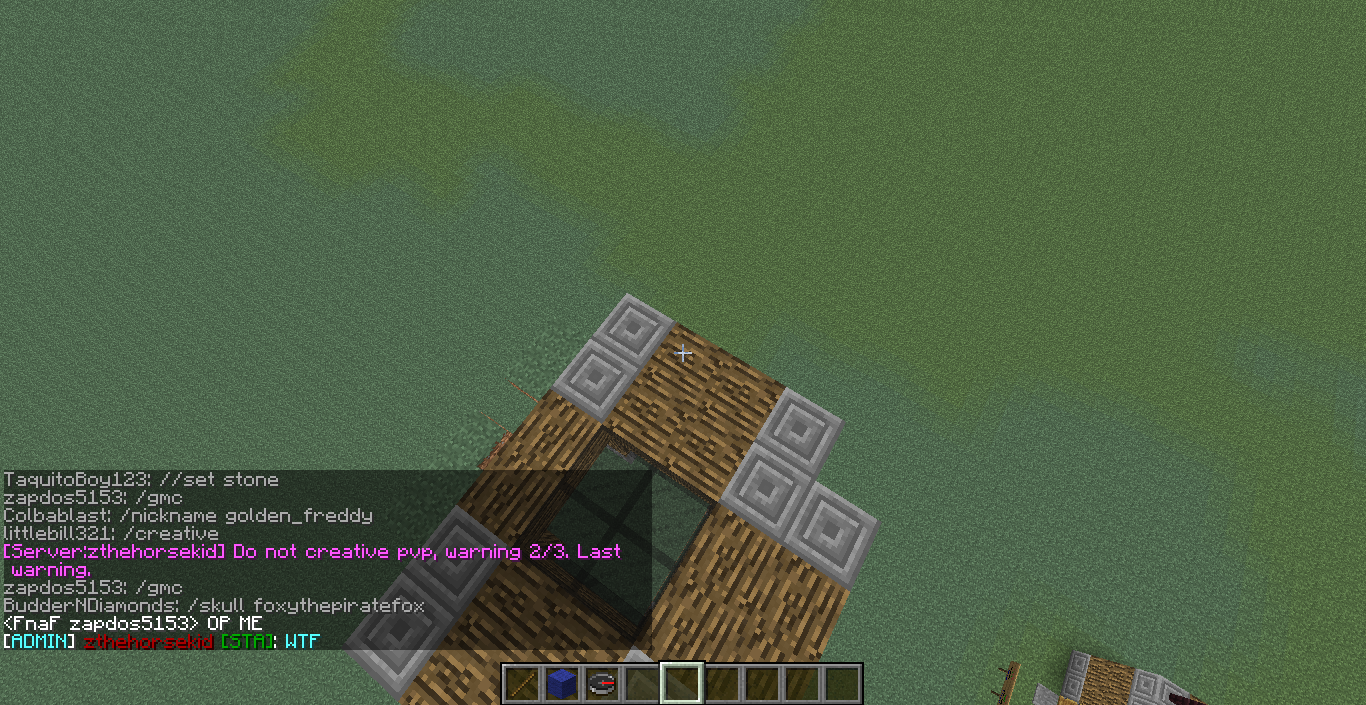 TaquitoBoy123: //set stone
zapdos5153: /gmc
Colbablast: /nickname golden_freddy
littlebill321: /creative
[Server:zthehorsekid] Do not creative pvp, warning 2/3. Last
warning.
zapdos5153: /gmc
BudderNDiamonds: /skull foxythepiratefox
<FnaF zapdos5153> OP ME
[ADMIN] zthehorsekid [STA]: WTF